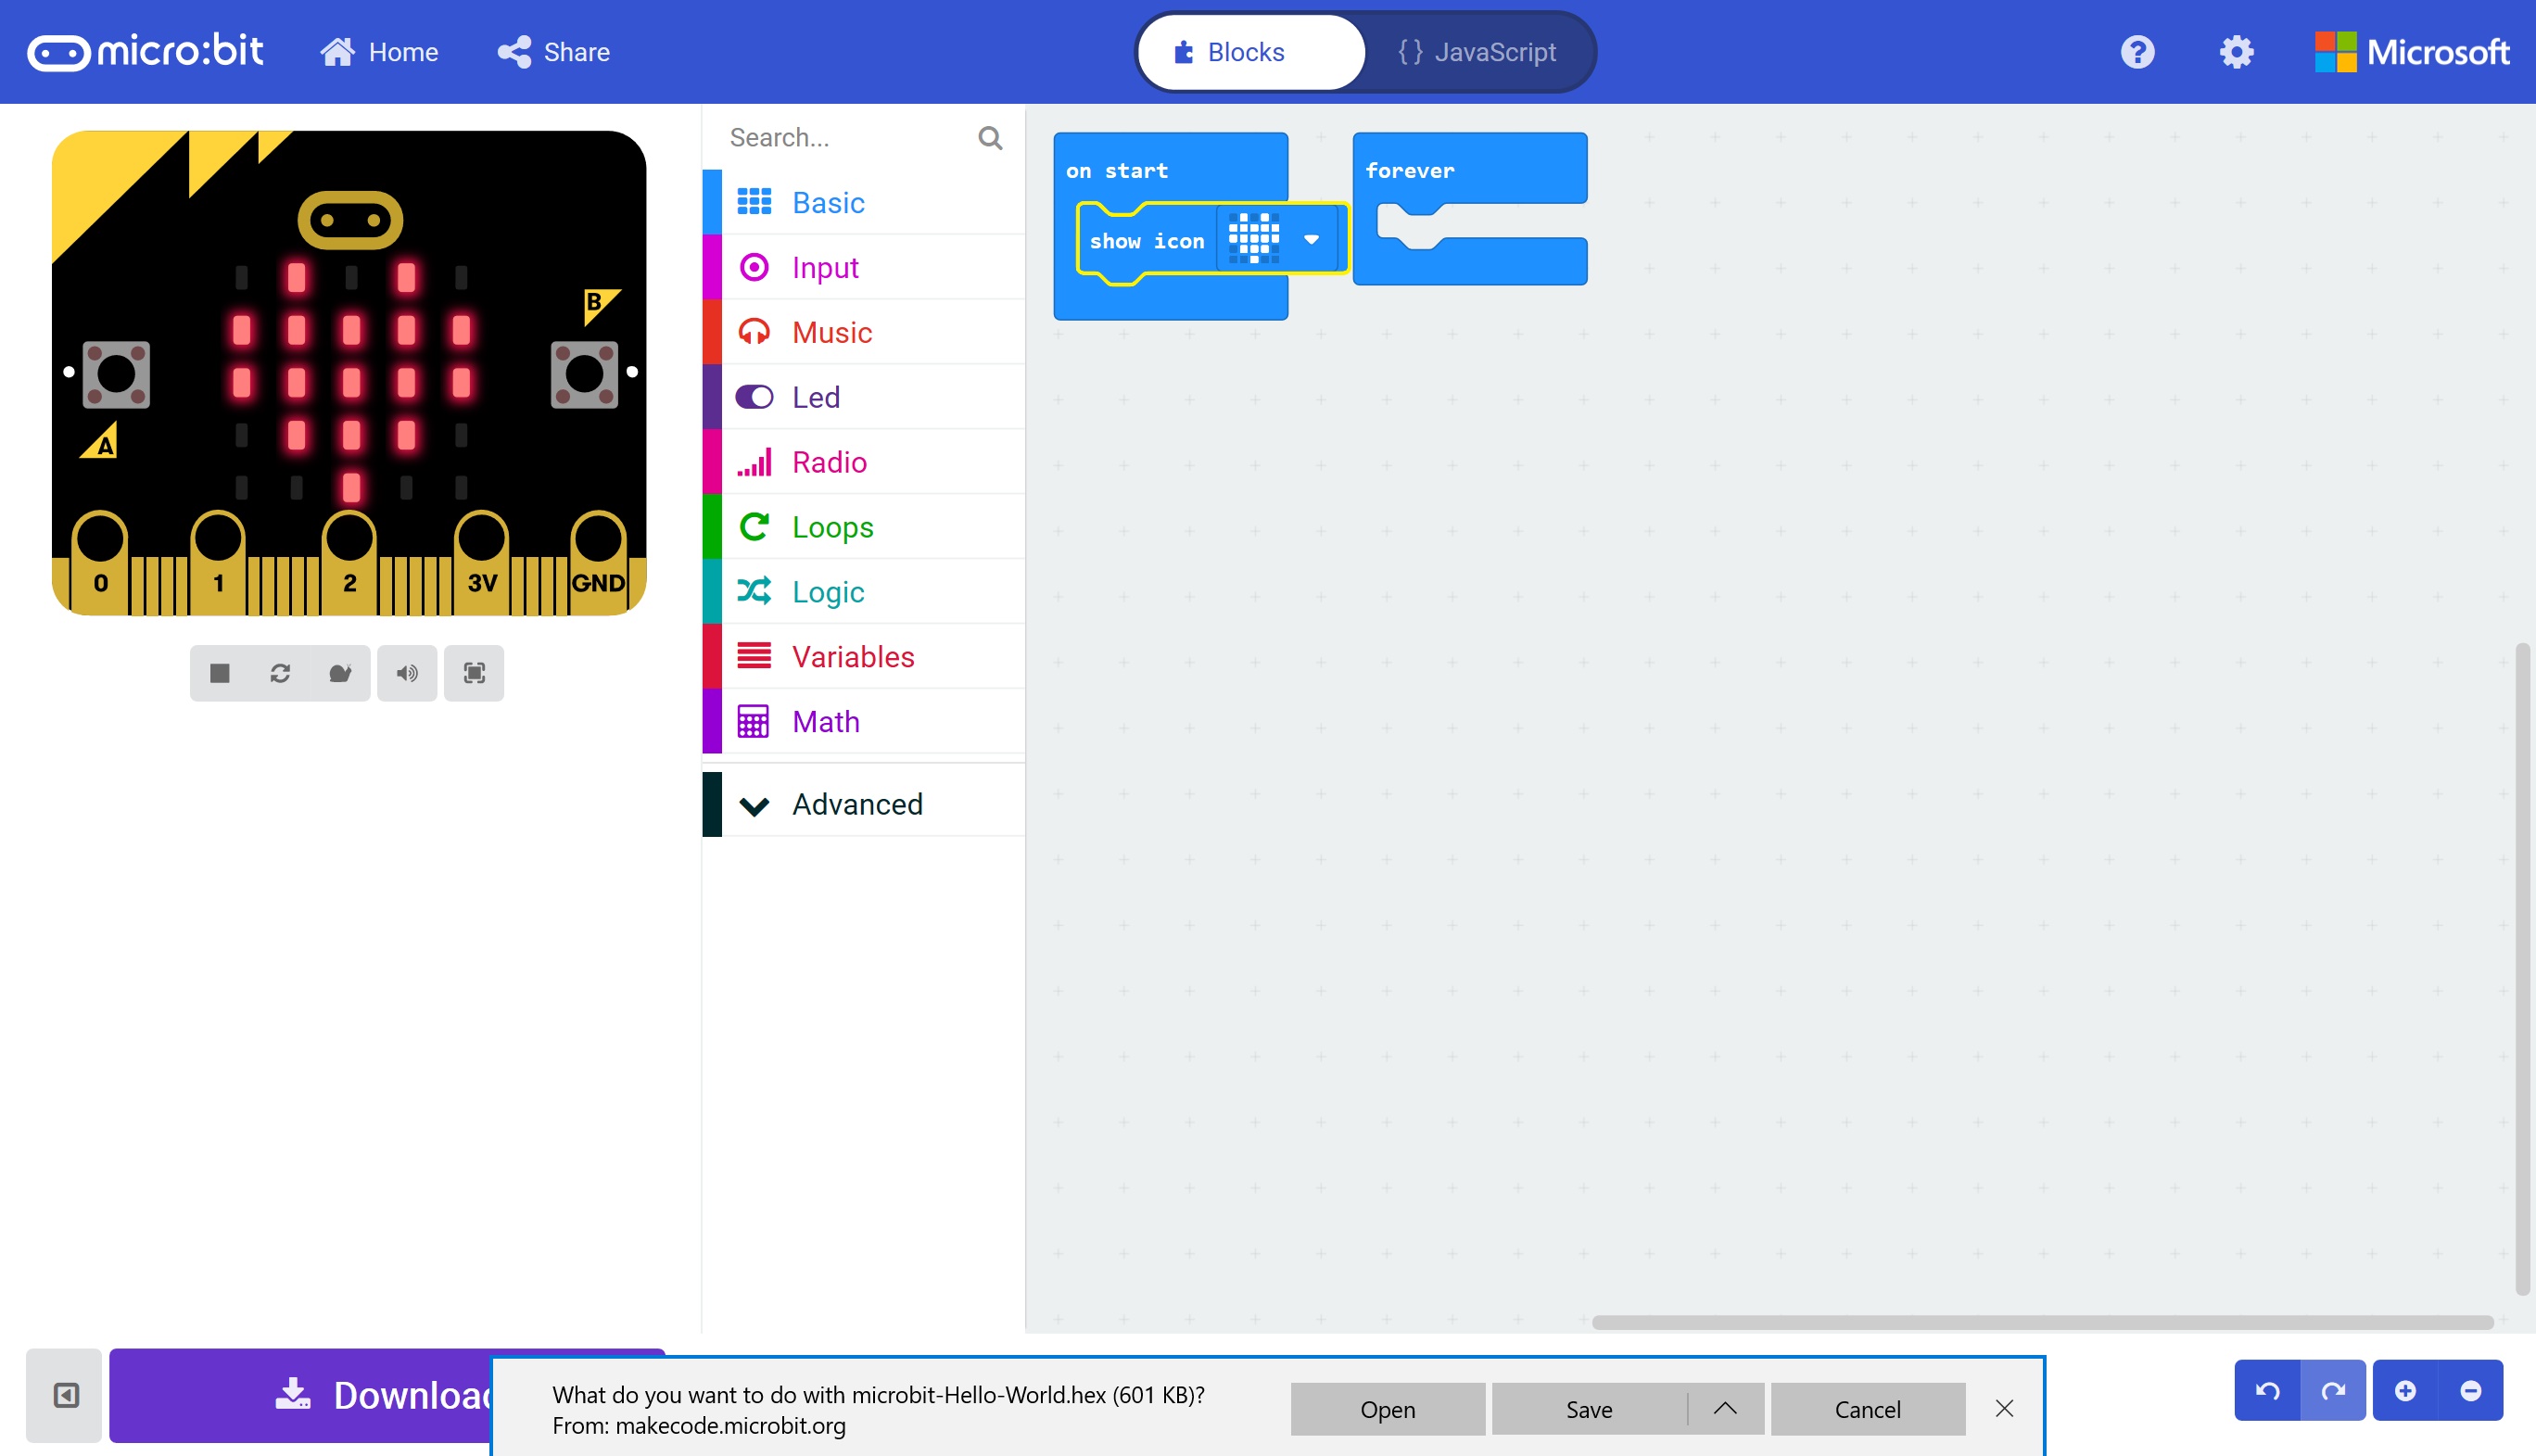 micro:bit
Home
Share
Blocks
{ } JavaScript
Microsoft
B
A
0 1 2 3V GND
Search...
Basic
Input
Music
Led
Radio
Loops
Logic
Variables
Math
Advanced
on start
show icon
forever
Download
What do you want to do with microbit-Hello-World.hex (601 KB)?
From: makecode.microbit.org
Open
Save
Cancel